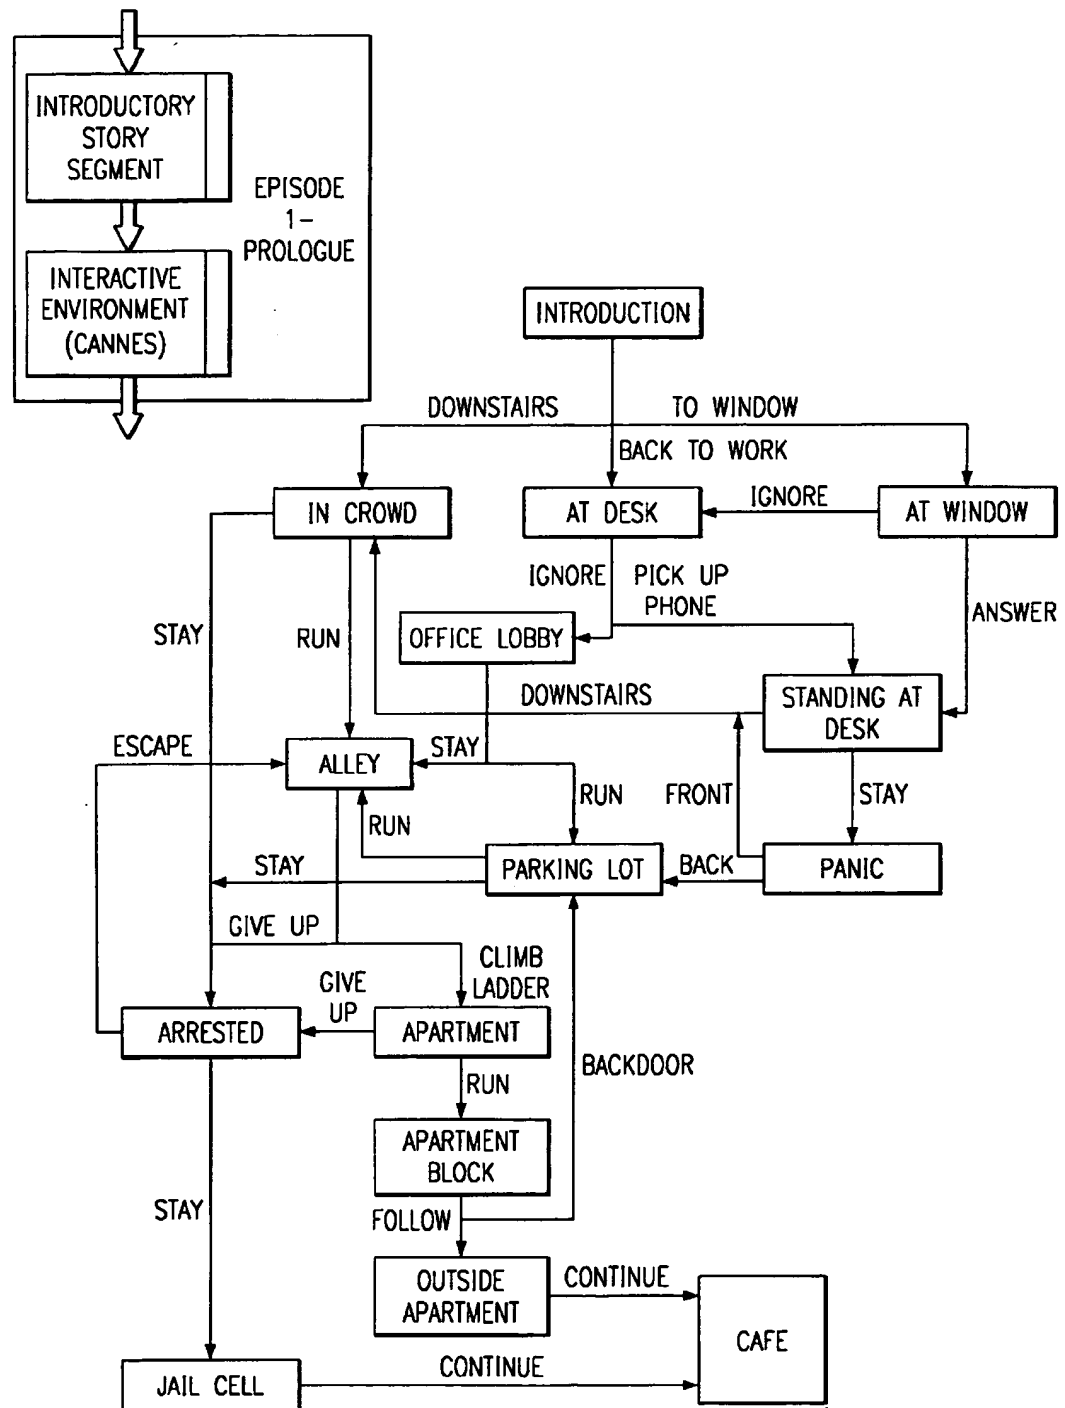 INTRODUCTORY
STORY
SEGMENT
EPISODE
1-
PROLOGUE
INTERACTIVE
ENVIRONMENT
(CANNES)
INTRODUCTION
DOWNSTAIRS
TO WINDOW
BACK TO WORK
IN CROWD
AT DESK
IGNORE
AT WINDOW
IGNORE
PICK UP
PHONE
ANSWER
STAY
RUN
OFFICE LOBBY
DOWNSTAIRS
STANDING AT
DESK
ESCAPE
ALLEY
STAY
RUN
FRONT
STAY
RUN
STAY
PARKING LOT
BACK
PANIC
GIVE UP
CLIMB
LADDER
GIVE
UP
ARRESTED
APARTMENT
BACKDOOR
RUN
APARTMENT
BLOCK
STAY
FOLLOW
OUTSIDE
APARTMENT
CONTINUE
CAFE
JAIL CELL
CONTINUE